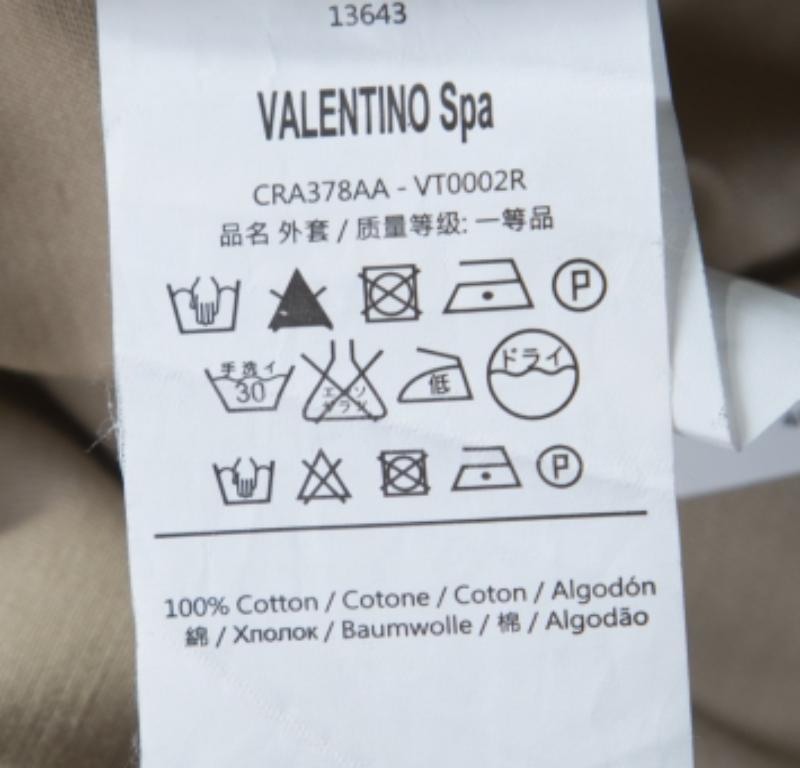 13643
VALENTINO Spa
CRA378AA - VT0002R
品名 外套 / 质量等级: 一等品
P
手洗イ
30
エンソ
サラシ
低
ドライ
P
100% Cotton / Cotone / Coton / Algodón
綿 / Хлопок / Baumwolle / 棉 / Algodão